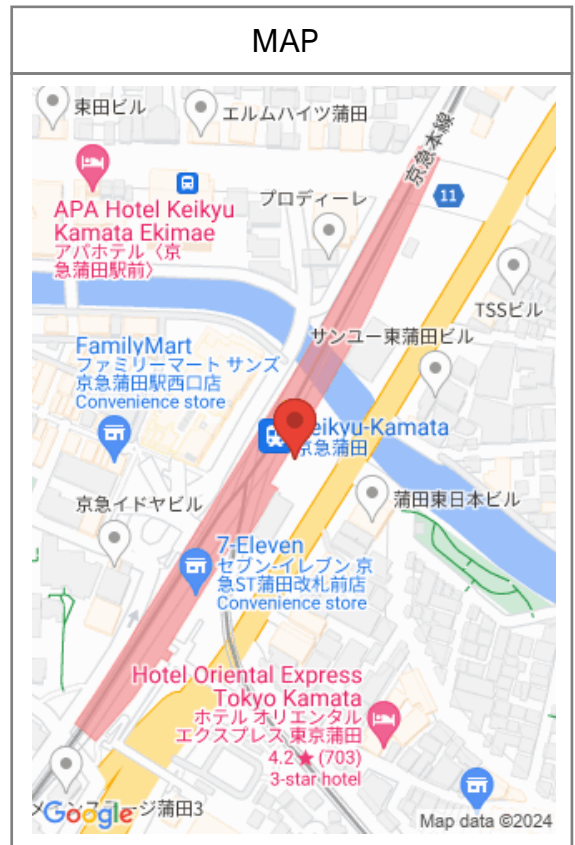 MAP
東田ビル
エルムハイツ蒲田
京急本線
APA Hotel Keikyu
Kamata Ekimae
アパホテル〈京
急蒲田駅前〉
プロディーレ
11
TSSビル
サンユー東蒲田ビル
FamilyMart
ファミリーマート サンズ
京急蒲田駅西口店
Convenience store
eikyu-Kamata
京急蒲田
京急イドヤビル
蒲田東日本ビル
7-Eleven
セブン-イレブン 京
急ST蒲田改札前店
Convenience store
Hotel Oriental Express
Tokyo Kamata
ホテル オリエンタル
エクスプレス 東京蒲田
4.2★(703)
3-star hotel
ージ蒲田3
Google
Map data ©2024